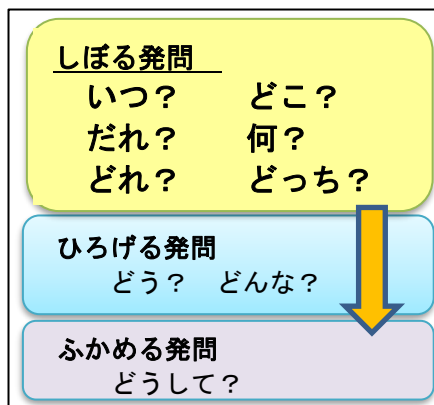 しぼる発問
いつ？　　どこ？
だれ？　　何？
どれ？　　どっち？
ひろげる発問
どう？　どんな？
ふかめる発問
どうして？